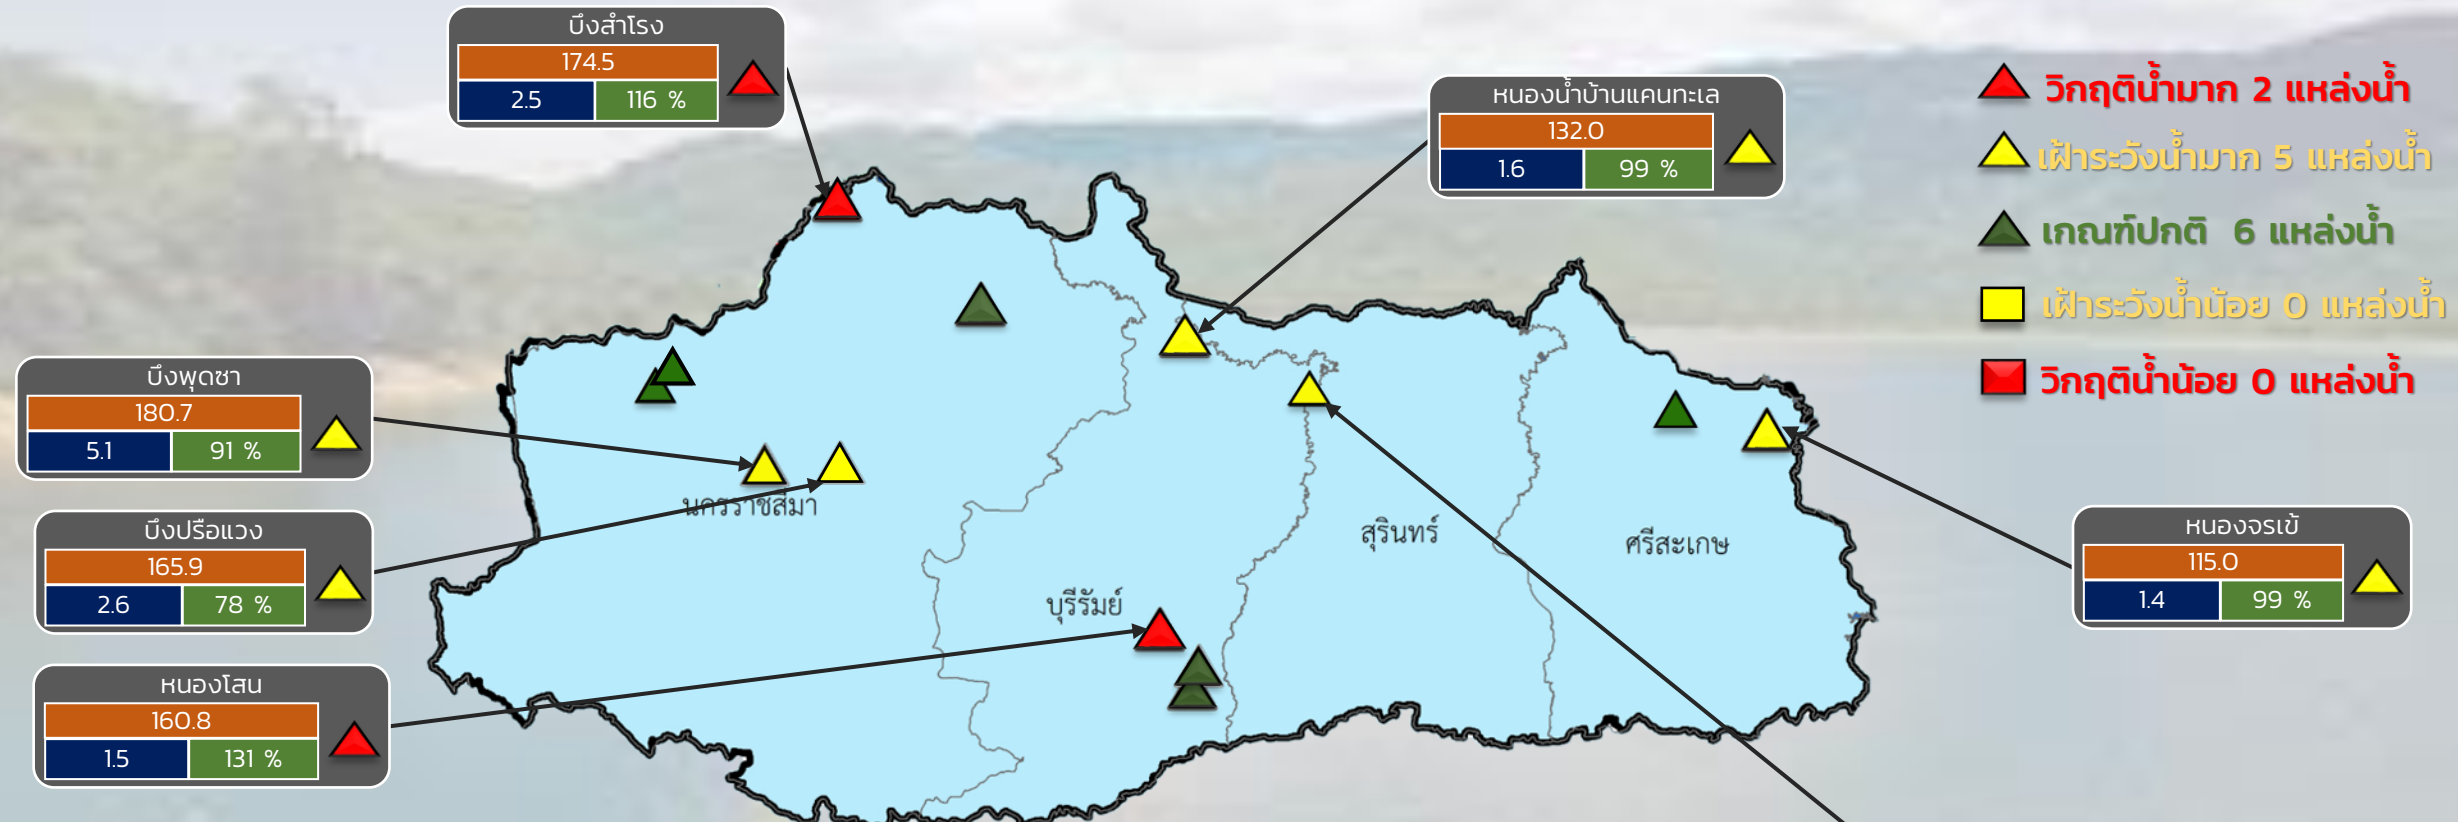 บึงสำโรง
174.5
2.5 116 %
หนองน้ำบ้านแคนทะเล
132.0
1.6 99 %
วิกฤติน้ำมาก 2 แหล่งน้ำ
เฝ้าระวังน้ำมาก 5 แหล่งน้ำ
เกณฑ์ปกติ 6 แหล่งน้ำ
เฝ้าระวังน้ำน้อย 0 แหล่งน้ำ
วิกฤติน้ำน้อย 0 แหล่งน้ำ
บึงพุดซา
180.7
5.1 91 %
บึงปรือแวง
165.9
2.6 78 %
หนองโสน
160.8
1.5 131 %
นครราชสีมา
บุรีรัมย์
สุรินทร์
ศรีสะเกษ
หนองจรเข้
115.0
1.4 99 %